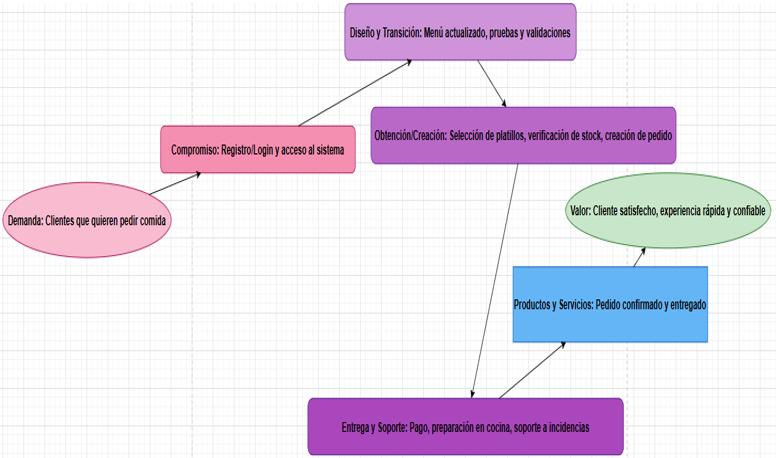 Diseño y Transición: Menú actualizado, pruebas y validaciones
Obtención/Creación: Selección de platillos, verificación de stock, creación de pedido
Compromiso: Registro/Login y acceso al sistema
Demanda: Clientes que quieren pedir comida
Valor: Cliente satisfecho, experiencia rápida y confiable
Productos y Servicios: Pedido confirmado y entregado
Entrega y Soporte: Pago, preparación en cocina, soporte a incidencias